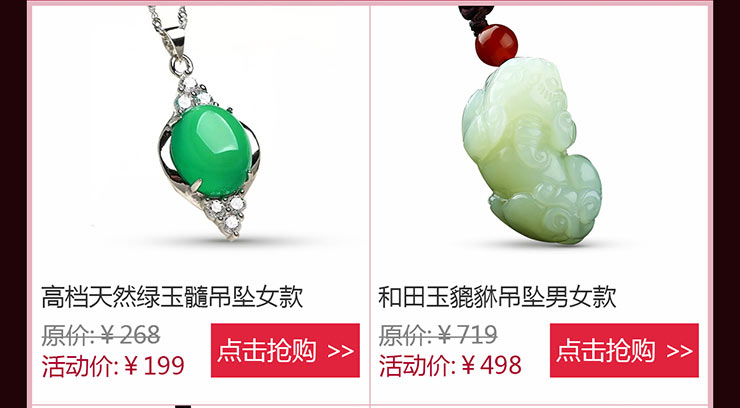 高档天然绿玉髓吊坠女款
原价:￥268
活动价:￥199
点击抢购 >>
和田玉貔貅吊坠男女款
原价:￥719
活动价:￥498
点击抢购 >>